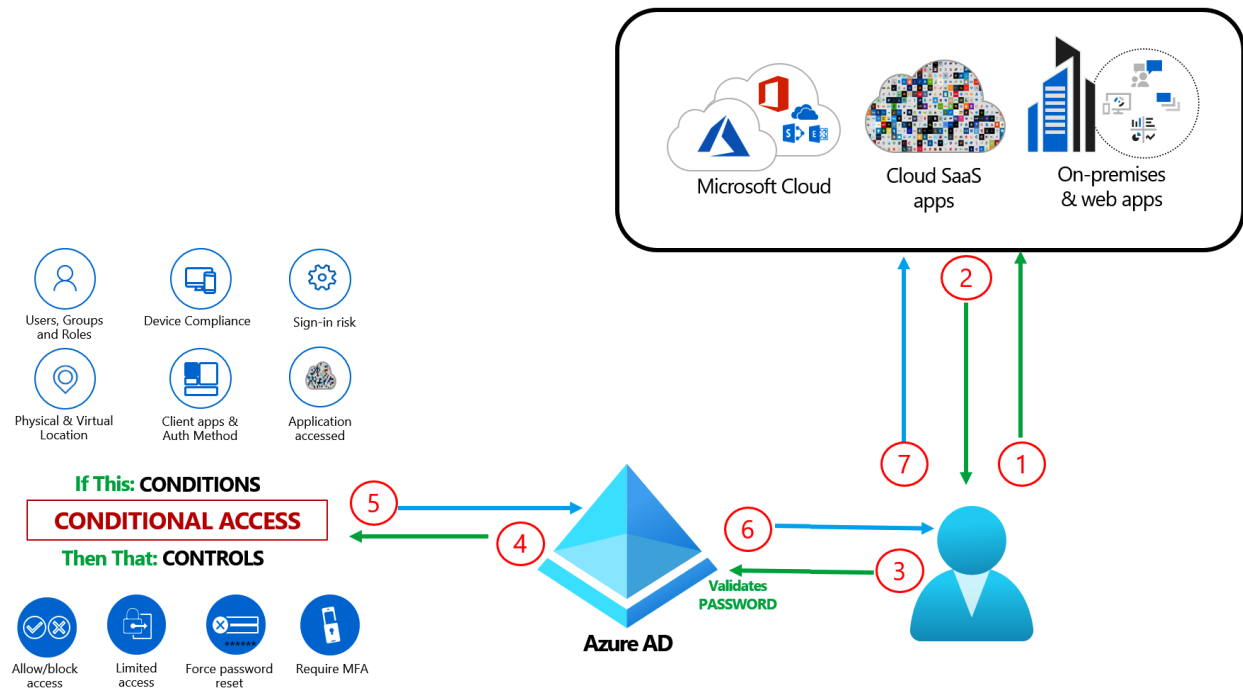 Microsoft Cloud
Cloud SaaS
apps
On-premises
& web apps
S
E
2
Users, Groups
and Roles
Device Compliance
Sign-in risk
Physical & Virtual
Location
Client apps &
Auth Method
Application
accessed
7
1
If This: CONDITIONS
CONDITIONAL ACCESS
Then That: CONTROLS
5
4
6
3
Validates
PASSWORD
Azure AD
******
Allow/block
access
Limited
access
Force password
reset
Require MFA